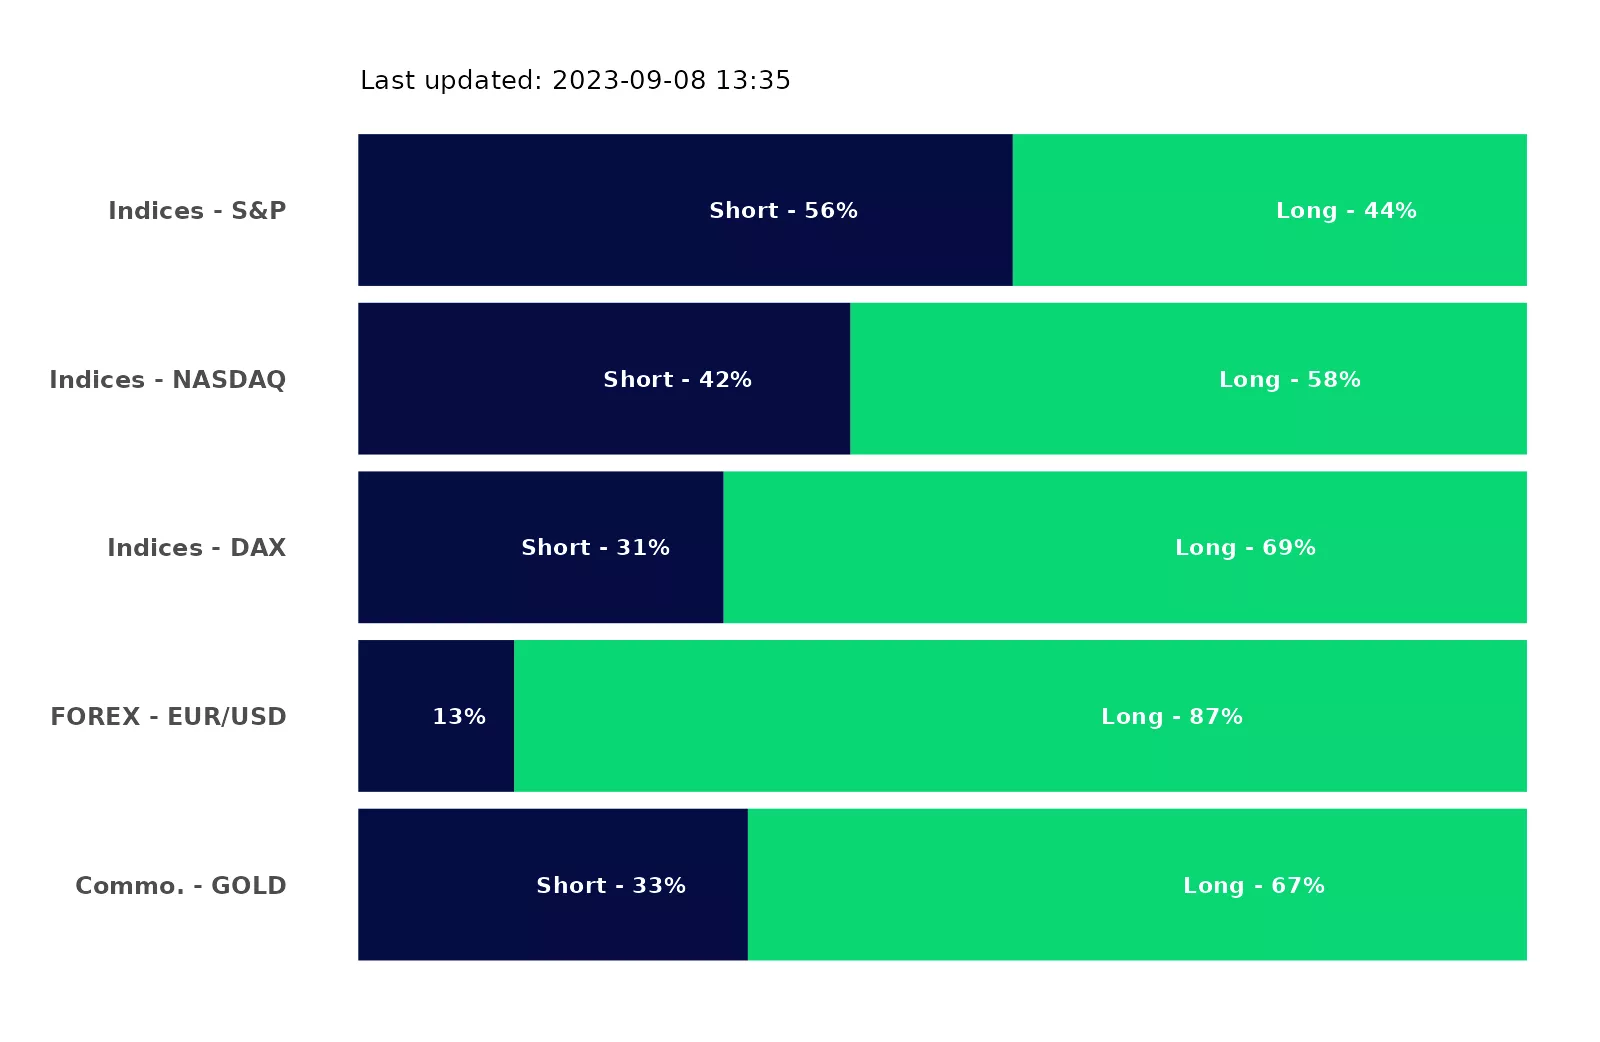 Last updated: 2023-09-08 13:35
Indices - S&P Short - 56% Long - 44%
Indices - NASDAQ Short - 42% Long - 58%
Indices - DAX Short - 31% Long - 69%
FOREX - EUR/USD 13% Long - 87%
Commo. - GOLD Short - 33% Long - 67%